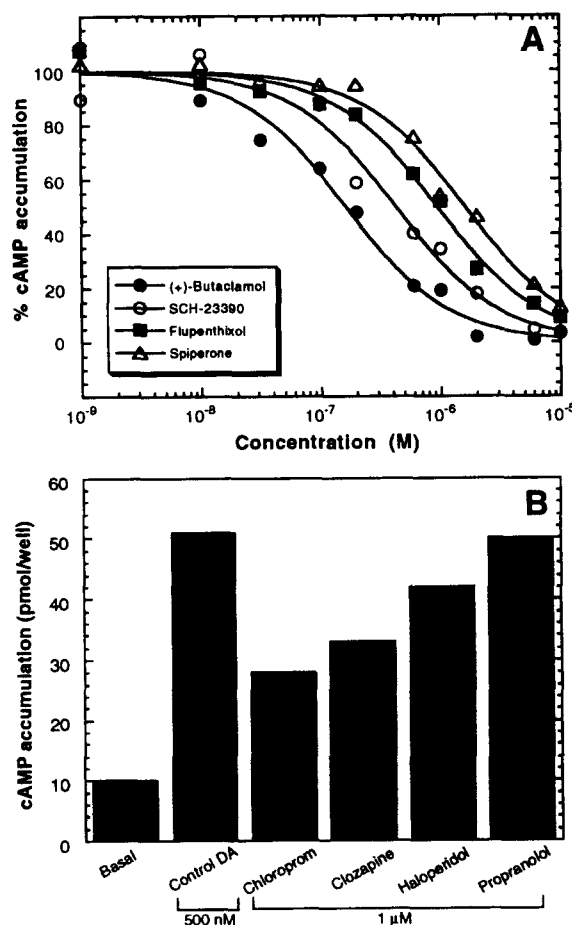 A
% cAMP accumulation
100
80
60
40
20
0
(+)-Butaclamol
SCH-23390
Flupenthixol
Spiperone
10-9
10-8
10-7
10-6
10-5
Concentration (M)
B
cAMP accumulation (pmol/well)
60
50
40
30
20
10
0
Basal
Control DA
Chloroprom
Clozapine
Haloperidol
Propranolol
500 nM
1 µM